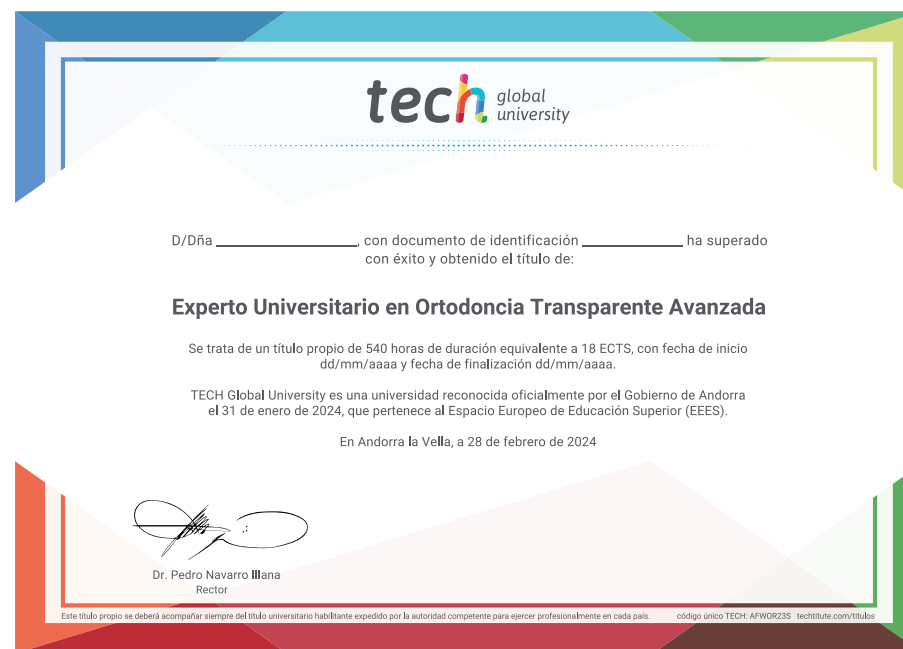 tech global university
D/Dña ____________, con documento de identificación ____________ ha superado
con éxito y obtenido el título de:
Experto Universitario en Ortodoncia Transparente Avanzada
Se trata de un título propio de 540 horas de duración equivalente a 18 ECTS, con fecha de inicio
dd/mm/aaaa y fecha de finalización dd/mm/aaaa.
TECH Global University es una universidad reconocida oficialmente por el Gobierno de Andorra
el 31 de enero de 2024, que pertenece al Espacio Europeo de Educación Superior (EEES).
En Andorra la Vella, a 28 de febrero de 2024
Dr. Pedro Navarro Illana
Rector
Este título propio se deberá acompañar siempre del título universitario habilitante expedido por la autoridad competente para ejercer profesionalmente en cada país. código único TECH: AFWOR23S techtitute.com/títulos